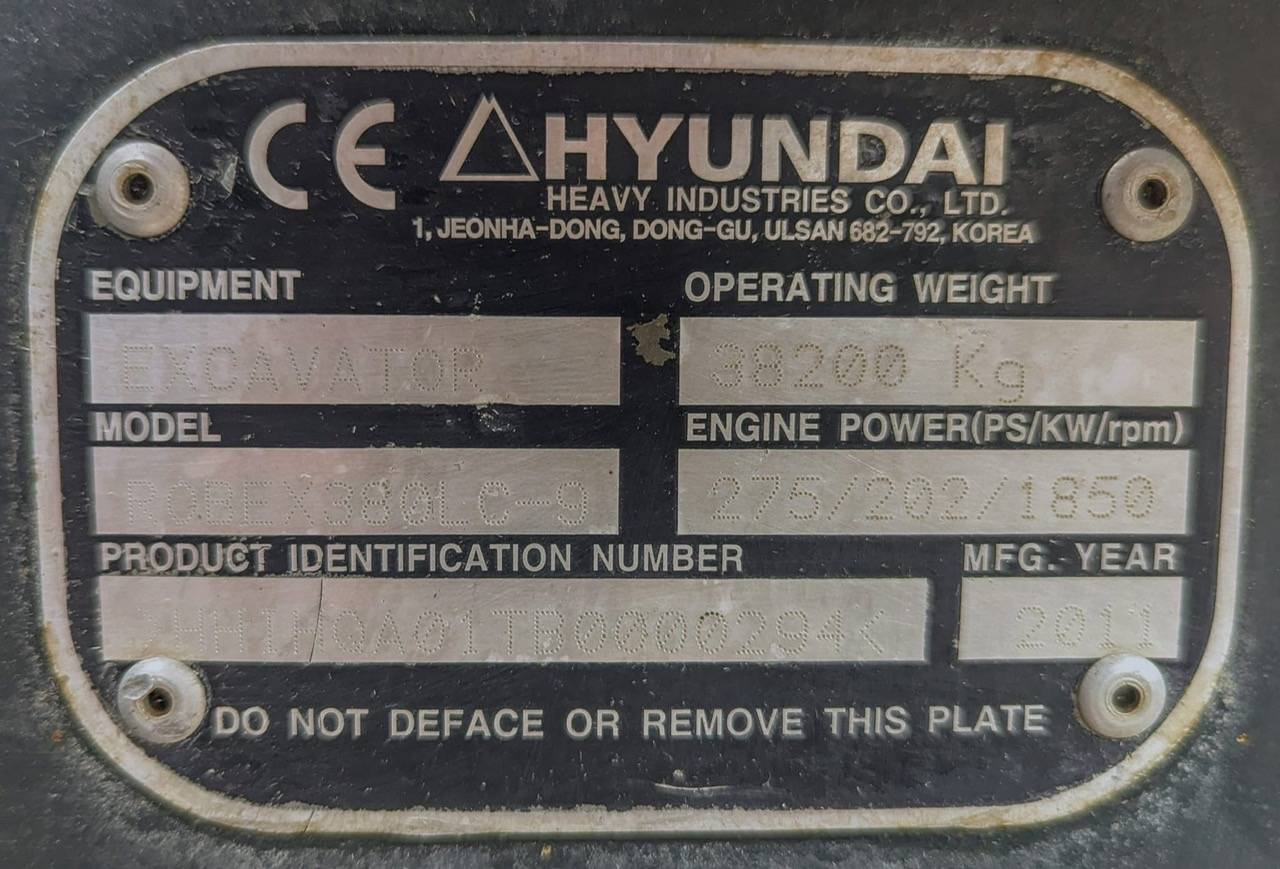 CE HYUNDAI
HEAVY INDUSTRIES CO., LTD.
1, JEONHA-DONG, DONG-GU, ULSAN 682-792, KOREA
EQUIPMENT OPERATING WEIGHT
EXCAVATOR 38200 Kg
MODEL ENGINE POWER(PS/KW/rpm)
ROBEX380LC-9 275/202/1850
PRODUCT IDENTIFICATION NUMBER MFG. YEAR
2011
DO NOT DEFACE OR REMOVE THIS PLATE